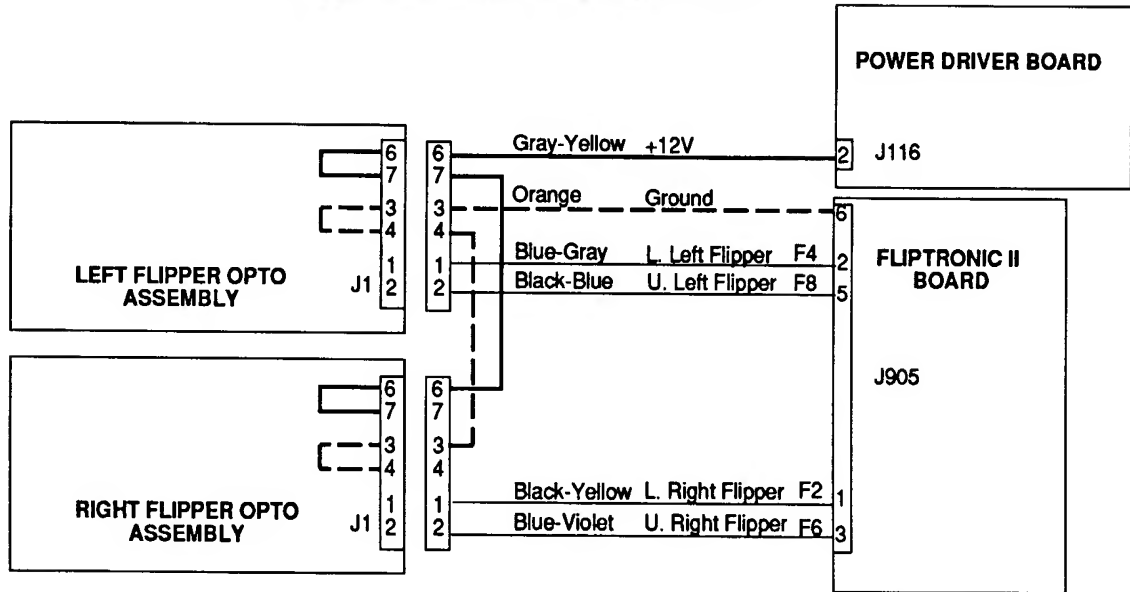 POWER DRIVER BOARD
2 J116
Gray-Yellow +12V
Orange Ground
Blue-Gray L. Left Flipper F4
Black-Blue U. Left Flipper F8
6
2
5
FLIPTRONIC II
BOARD
J905
1
3
LEFT FLIPPER OPTO
ASSEMBLY
J1
6 6
7 7
3 3
4 4
1 1
2 2
RIGHT FLIPPER OPTO
ASSEMBLY
J1
6 6
7 7
3 3
4 4
1 1
2 2
Black-Yellow L. Right Flipper F2
Blue-Violet U. Right Flipper F6